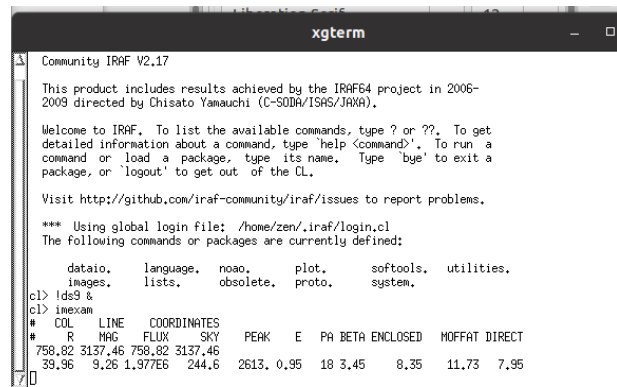 xgterm
Community IRAF V2.17
This product includes results achieved by the IRAF64 project in 2006-
2009 directed by Chisato Yamauchi (C-SODA/ISAS/JAXA).
Welcome to IRAF. To list the available commands, type ? or ??. To get
detailed information about a command, type `help <command>'. To run a
command or load a package, type its name. Type `bye' to exit a
package, or `logout' to get out of the CL.
Visit http://github.com/iraf-community/iraf/issues to report problems.
*** Using global login file: /home/zen/.iraf/login.cl
The following commands or packages are currently defined:
dataio. language. noao. plot. softools. utilities.
images. lists. obsolete. proto. system.
cl> !ds9 &
cl> imexam
# COL LINE COORDINATES
# R MAG FLUX SKY PEAK E PA BETA ENCLOSED MOFFAT DIRECT
758.82 3137.46 758.82 3137.46
39.96 9.26 1.977E6 244.6 2613. 0.95 18 3.45 8.35 11.73 7.95